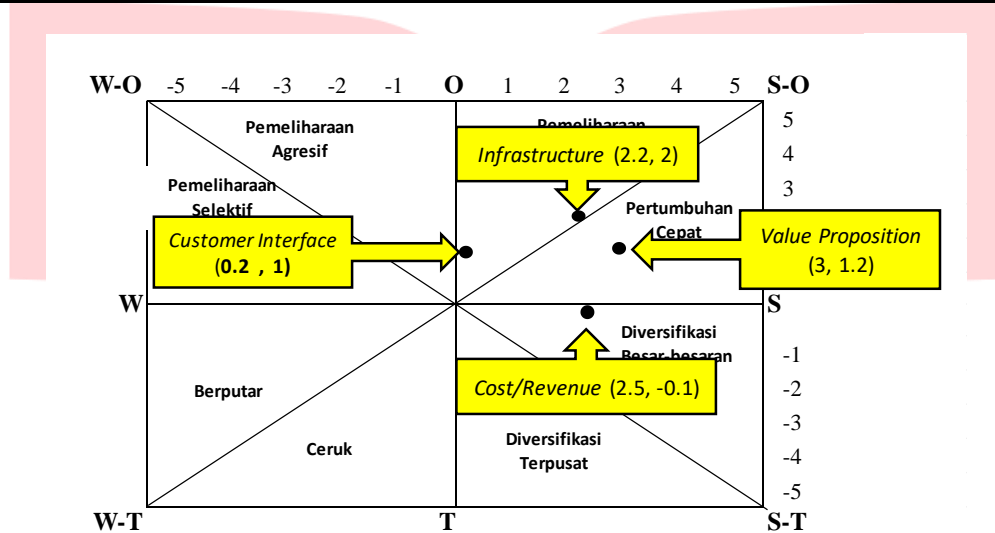 W-O -5 -4 -3 -2 -1 O 1 2 3 4 5 S-O
Pemeliharaan
Agresif
Pemeliharaan
5
4
3
Infrastructure (2.2, 2)
Pemeliharaan
Selektif
Pertumbuhan
Cepat
Customer Interface
(0.2 , 1)
Value Proposition
(3, 1.2)
W
S
Diversifikasi
Besar-besaran
-1
-2
-3
-4
-5
Cost/Revenue (2.5, -0.1)
Berputar
Ceruk
Diversifikasi
Terpusat
W-T T S-T